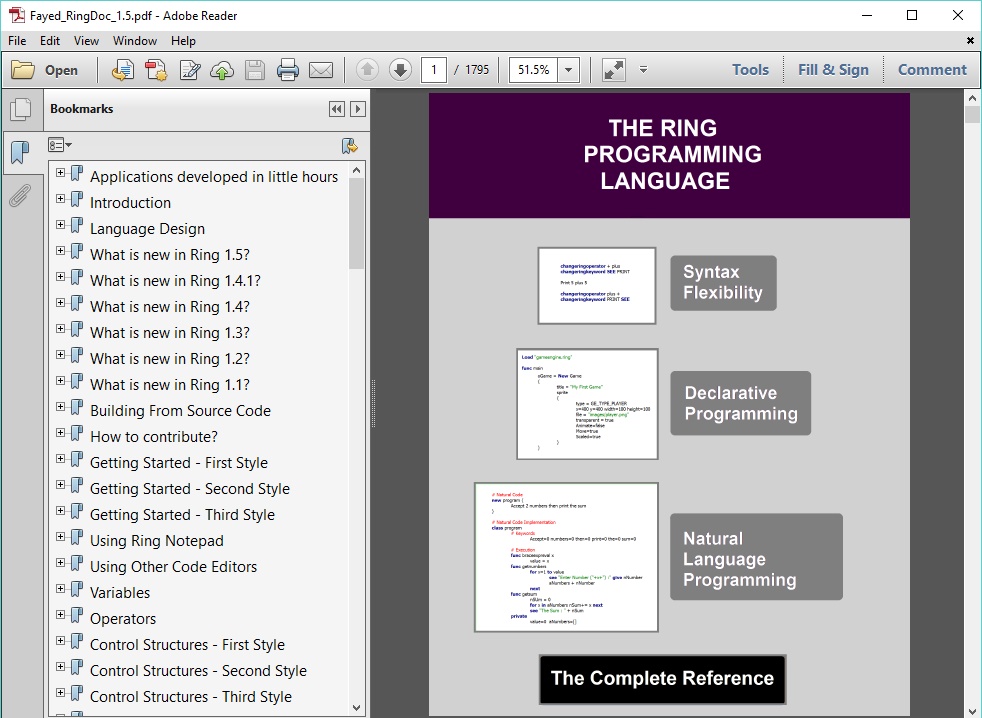 Fayed_RingDoc_1.5.pdf - Adobe Reader
File Edit View Window Help
Open 1 / 1795 51.5% Tools Fill & Sign Comment
Bookmarks
Applications developed in little hours
Introduction
Language Design
What is new in Ring 1.5?
What is new in Ring 1.4.1?
What is new in Ring 1.4?
What is new in Ring 1.3?
What is new in Ring 1.2?
What is new in Ring 1.1?
Building From Source Code
How to contribute?
Getting Started - First Style
Getting Started - Second Style
Getting Started - Third Style
Using Ring Notepad
Using Other Code Editors
Variables
Operators
Control Structures - First Style
Control Structures - Second Style
Control Structures - Third Style
THE RING
PROGRAMMING
LANGUAGE
changeringoperator + plus
changeringkeyword SEE PRINT
Print 5 plus 5
changeringoperator plus +
changeringkeyword PRINT SEE
Syntax
Flexibility
Load "gameengine.ring"
func main
oGame = New Game
{
title = "My First Game"
sprite
{
type = GE_TYPE_PLAYER
x=400 y=400 width=100 height=100
file = "images/player.png"
transparent = true
Animate=false
Move=true
Scaled=true
}
}
Declarative
Programming
# Natural Code
new program {
Accept 2 numbers then print the sum
}
# Natural Code Implementation
class program
# Keywords
Accept=0 numbers=0 then=0 print=0 the=0 sum=0
# Execution
func braceexpreval x
value = x
func getnumbers
for x=1 to value
see "Enter Number ("+x+") :" give nNumber
aNumbers + nNumber
next
func getsum
nSUm = 0
for x in aNumbers nSum+= x next
see "The Sum : " + nSum
private
value=0 aNumbers=[]
Natural
Language
Programming
The Complete Reference